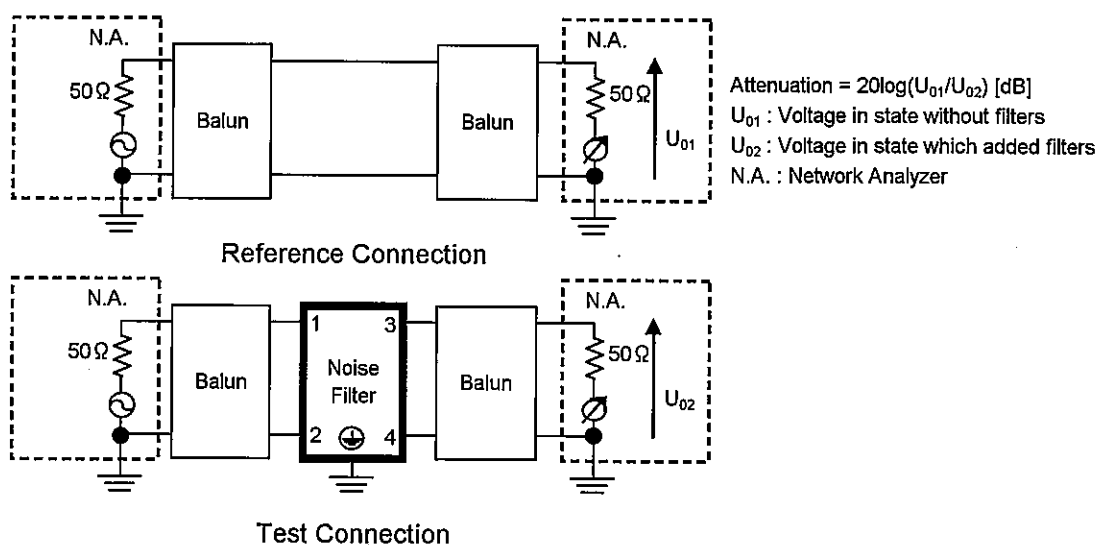 N.A.
50Ω
Balun
Balun
N.A.
50Ω
U01
Attenuation = 20log(U01/U02) [dB]
U01 : Voltage in state without filters
U02 : Voltage in state which added filters
N.A. : Network Analyzer
Reference Connection
N.A.
50Ω
Balun
1 3
Noise
Filter
2 4
Balun
N.A.
50Ω
U02
Test Connection